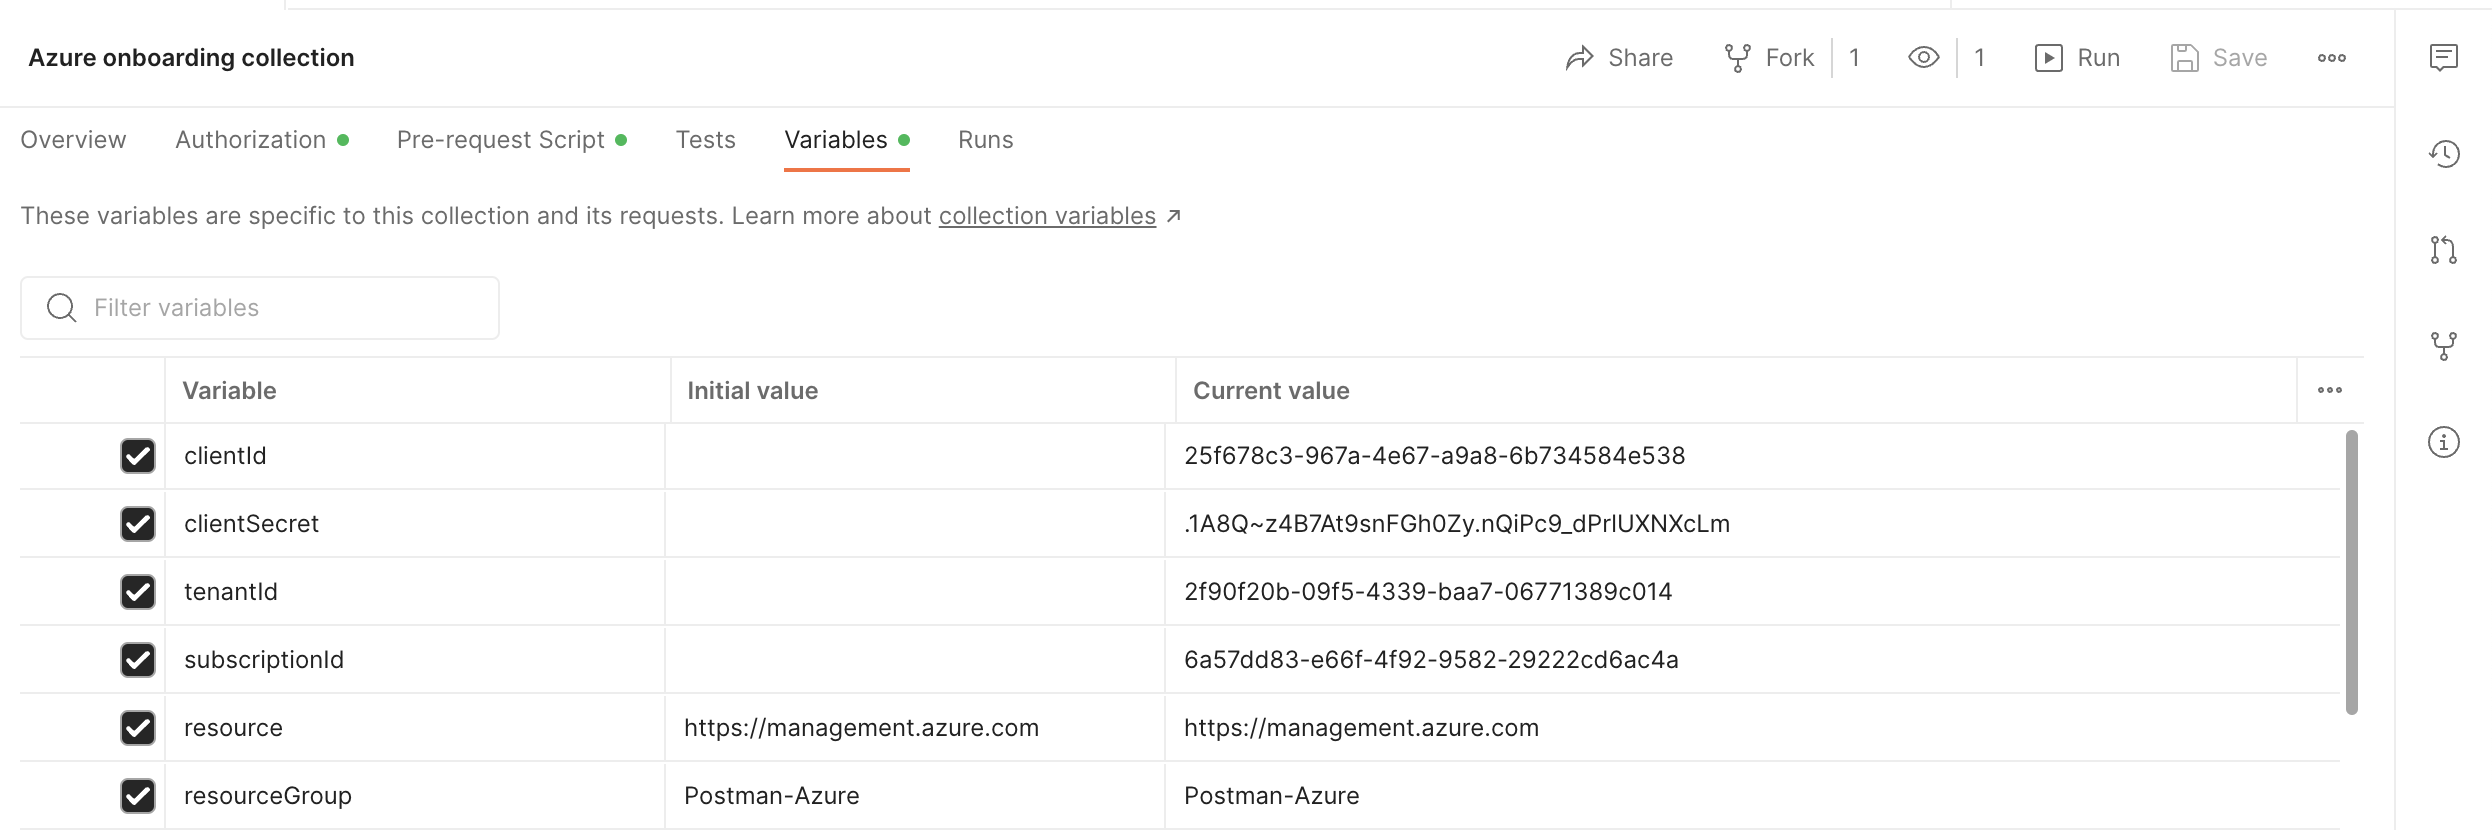 Azure onboarding collection
Share Fork 1 1 Run Save
Overview Authorization Pre-request Script Tests Variables Runs
These variables are specific to this collection and its requests. Learn more about collection variables ↗
Filter variables
Variable Initial value Current value
clientId 25f678c3-967a-4e67-a9a8-6b734584e538
clientSecret .1A8Q~z4B7At9snFGh0Zy.nQiPc9_dPrlUXNXcLm
tenantId 2f90f20b-09f5-4339-baa7-06771389c014
subscriptionId 6a57dd83-e66f-4f92-9582-29222cd6ac4a
resource https://management.azure.com https://management.azure.com
resourceGroup Postman-Azure Postman-Azure